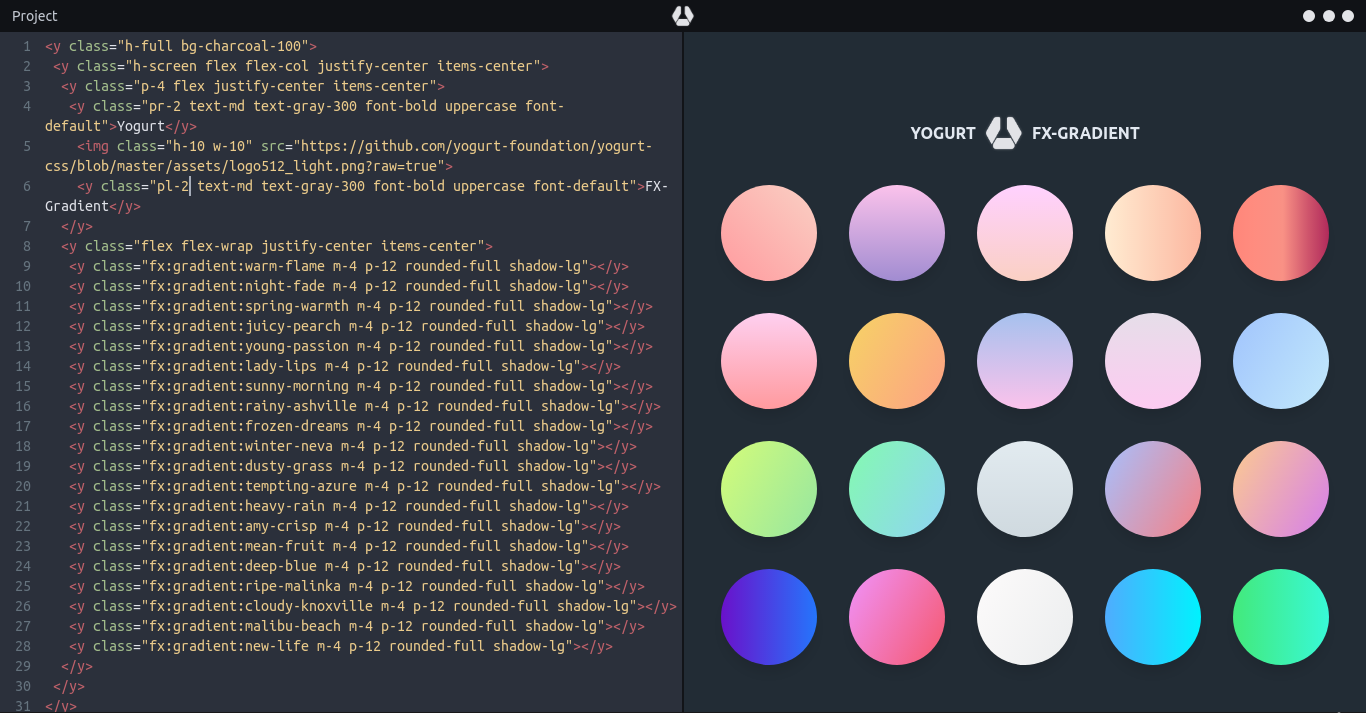 Project
1 <y class="h-full bg-charcoal-100">
2 <y class="h-screen flex flex-col justify-center items-center">
3 <y class="p-4 flex justify-center items-center">
4 <y class="pr-2 text-md text-gray-300 font-bold uppercase font-
default">Yogurt</y>
5 <img class="h-10 w-10" src="https://github.com/yogurt-foundation/yogurt-
css/blob/master/assets/logo512_light.png?raw=true">
6 <y class="pl-2 text-md text-gray-300 font-bold uppercase font-default">FX-
Gradient</y>
7 </y>
8 <y class="flex flex-wrap justify-center items-center">
9 <y class="fx:gradient:warm-flame m-4 p-12 rounded-full shadow-lg"></y>
10 <y class="fx:gradient:night-fade m-4 p-12 rounded-full shadow-lg"></y>
11 <y class="fx:gradient:spring-warmth m-4 p-12 rounded-full shadow-lg"></y>
12 <y class="fx:gradient:juicy-pearch m-4 p-12 rounded-full shadow-lg"></y>
13 <y class="fx:gradient:young-passion m-4 p-12 rounded-full shadow-lg"></y>
14 <y class="fx:gradient:lady-lips m-4 p-12 rounded-full shadow-lg"></y>
15 <y class="fx:gradient:sunny-morning m-4 p-12 rounded-full shadow-lg"></y>
16 <y class="fx:gradient:rainy-ashville m-4 p-12 rounded-full shadow-lg"></y>
17 <y class="fx:gradient:frozen-dreams m-4 p-12 rounded-full shadow-lg"></y>
18 <y class="fx:gradient:winter-neva m-4 p-12 rounded-full shadow-lg"></y>
19 <y class="fx:gradient:dusty-grass m-4 p-12 rounded-full shadow-lg"></y>
20 <y class="fx:gradient:tempting-azure m-4 p-12 rounded-full shadow-lg"></y>
21 <y class="fx:gradient:heavy-rain m-4 p-12 rounded-full shadow-lg"></y>
22 <y class="fx:gradient:amy-crisp m-4 p-12 rounded-full shadow-lg"></y>
23 <y class="fx:gradient:mean-fruit m-4 p-12 rounded-full shadow-lg"></y>
24 <y class="fx:gradient:deep-blue m-4 p-12 rounded-full shadow-lg"></y>
25 <y class="fx:gradient:ripe-malinka m-4 p-12 rounded-full shadow-lg"></y>
26 <y class="fx:gradient:cloudy-knoxville m-4 p-12 rounded-full shadow-lg"></y>
27 <y class="fx:gradient:malibu-beach m-4 p-12 rounded-full shadow-lg"></y>
28 <y class="fx:gradient:new-life m-4 p-12 rounded-full shadow-lg"></y>
29 </y>
30 </y>
31 </y>
YOGURT FX-GRADIENT